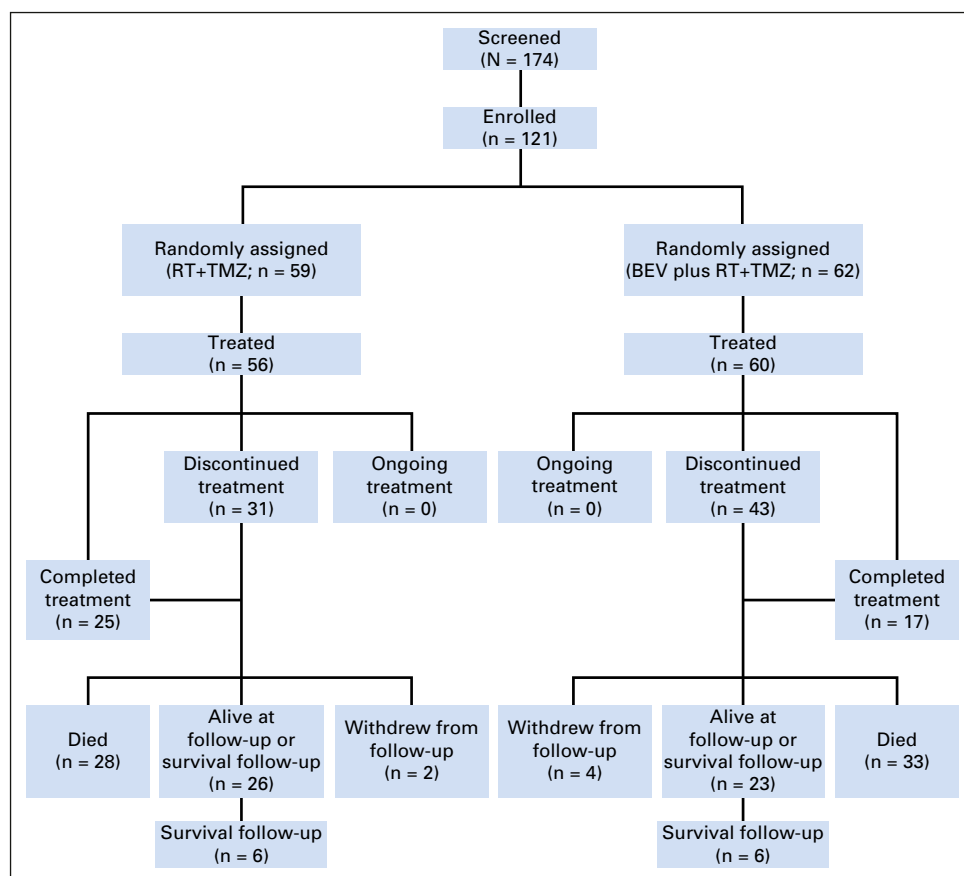 Screened
(N = 174)
Enrolled
(n = 121)
Randomly assigned
(RT+TMZ; n = 59)
Randomly assigned
(BEV plus RT+TMZ; n = 62)
Treated
(n = 56)
Treated
(n = 60)
Discontinued
treatment
(n = 31)
Ongoing
treatment
(n = 0)
Ongoing
treatment
(n = 0)
Discontinued
treatment
(n = 43)
Completed
treatment
(n = 25)
Completed
treatment
(n = 17)
Died
(n = 28)
Alive at
follow-up or
survival follow-up
(n = 26)
Withdrew from
follow-up
(n = 2)
Withdrew from
follow-up
(n = 4)
Alive at
follow-up or
survival follow-up
(n = 23)
Died
(n = 33)
Survival follow-up
(n = 6)
Survival follow-up
(n = 6)